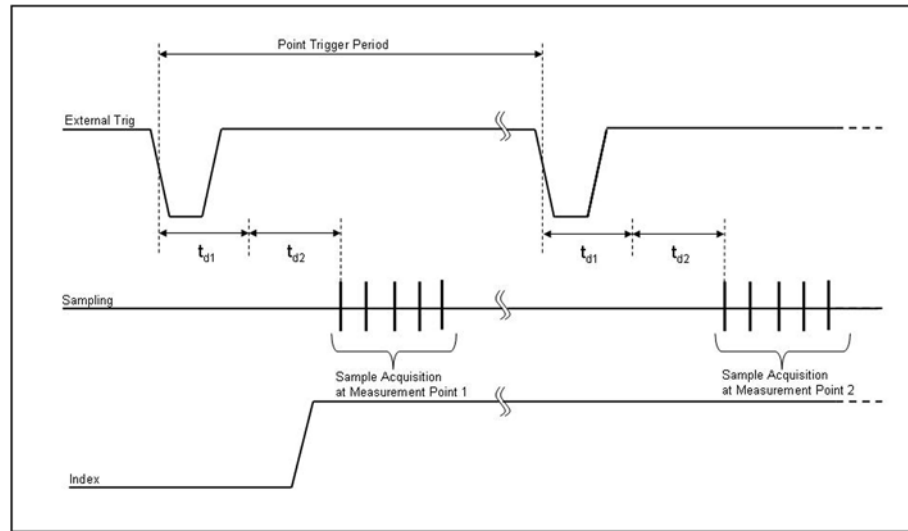 Point Trigger Period
External Trig
td1
td2
td1
td2
Sampling
Sample Acquisition
at Measurement Point 1
Sample Acquisition
at Measurement Point 2
Index